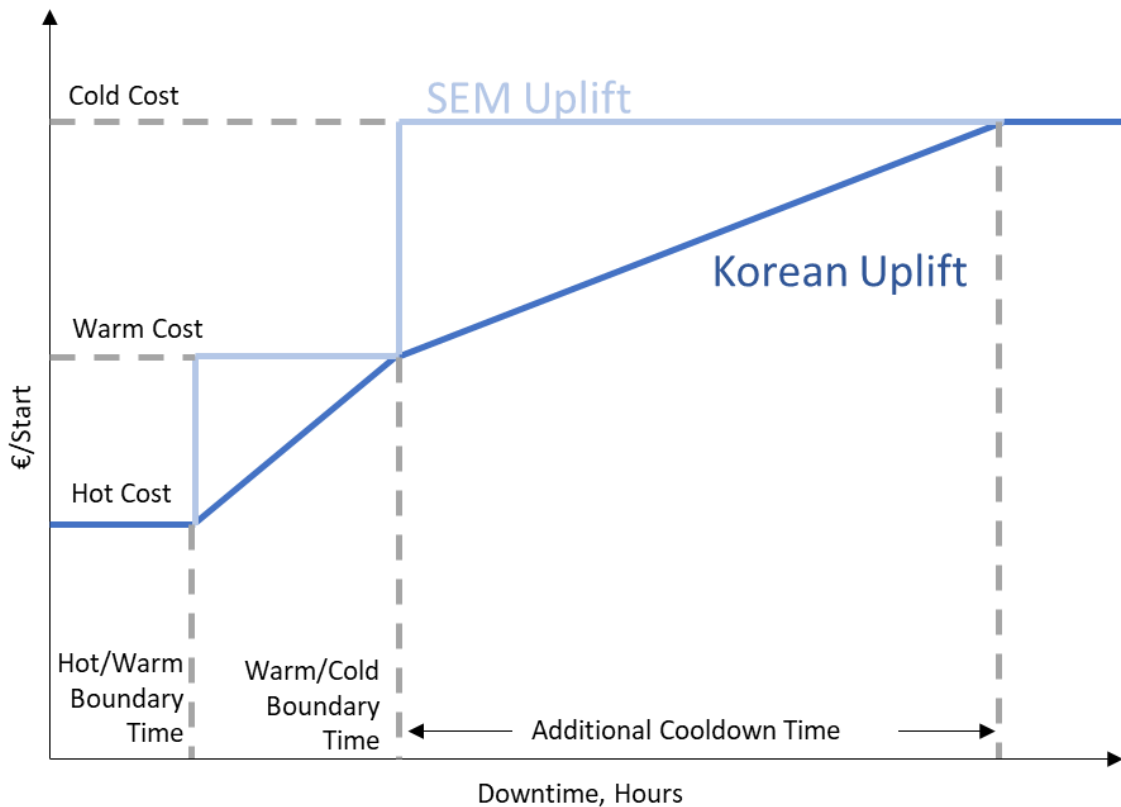 Cold Cost
SEM Uplift
Korean Uplift
Warm Cost
€/Start
Hot Cost
Hot/Warm
Boundary
Time
Warm/Cold
Boundary
Time
Additional Cooldown Time
Downtime, Hours